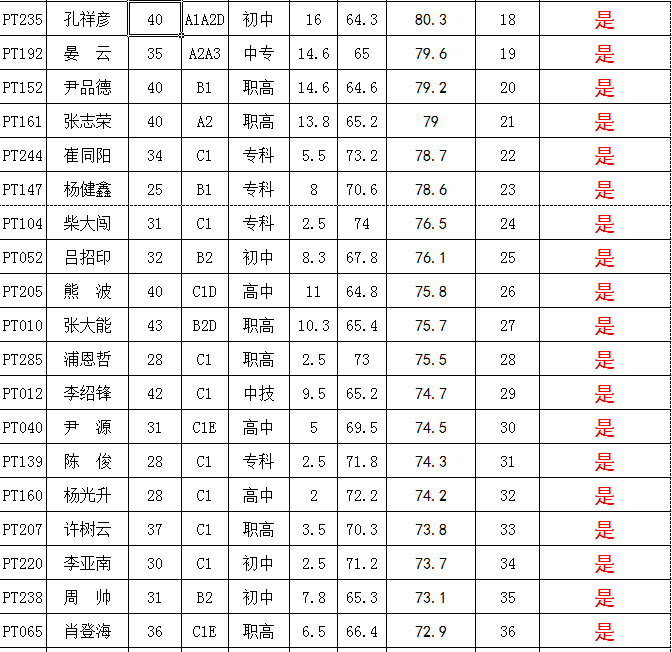 PT235 孔祥彦 40 A1A2D 初中 16 64.3 80.3 18 是
PT192 晏 云 35 A2A3 中专 14.6 65 79.6 19 是
PT152 尹品德 40 B1 职高 14.6 64.6 79.2 20 是
PT161 张志荣 40 A2 职高 13.8 65.2 79 21 是
PT244 崔同阳 34 C1 专科 5.5 73.2 78.7 22 是
PT147 杨健鑫 25 B1 专科 8 70.6 78.6 23 是
PT104 柴大闯 31 C1 专科 2.5 74 76.5 24 是
PT052 吕招印 32 B2 初中 8.3 67.8 76.1 25 是
PT205 熊 波 40 C1D 高中 11 64.8 75.8 26 是
PT010 张大能 43 B2D 职高 10.3 65.4 75.7 27 是
PT285 浦恩哲 28 C1 职高 2.5 73 75.5 28 是
PT012 李绍锋 42 C1 中技 9.5 65.2 74.7 29 是
PT040 尹 源 31 C1E 高中 5 69.5 74.5 30 是
PT139 陈 俊 28 C1 专科 2.5 71.8 74.3 31 是
PT160 杨光升 28 C1 高中 2 72.2 74.2 32 是
PT207 许树云 37 C1 职高 3.5 70.3 73.8 33 是
PT220 李亚南 30 C1 初中 2.5 71.2 73.7 34 是
PT238 周 帅 31 B2 初中 7.8 65.3 73.1 35 是
PT065 肖登海 36 C1E 职高 6.5 66.4 72.9 36 是